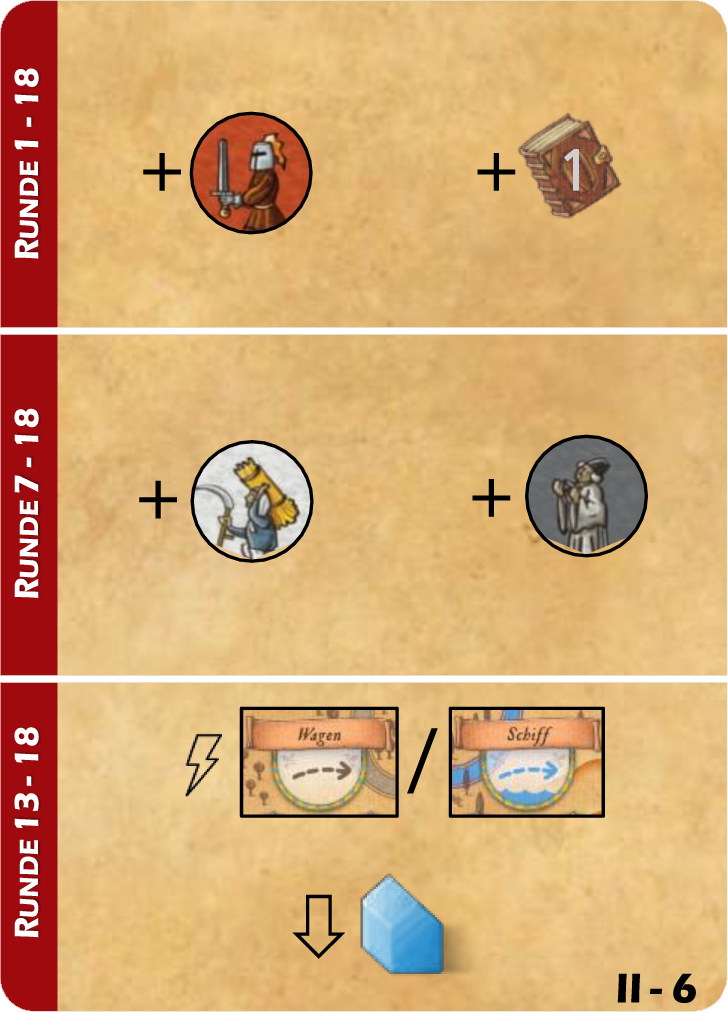 RUNDE 1 - 18
+ +
1
RUNDE 7 - 18
+ +
RUNDE 13 - 18
Wagen / Schiff
II - 6